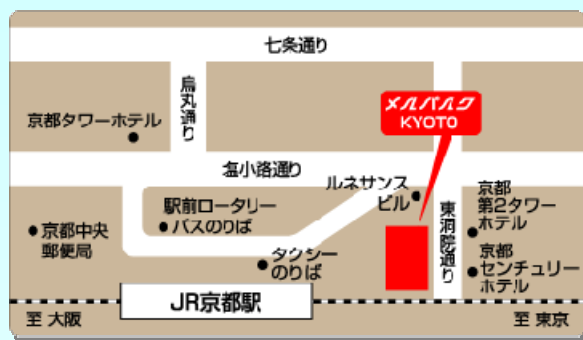 七条通り
烏丸通り
メルパルク
KYOTO
京都タワーホテル
塩小路通り
ルネサンス
ビル
京都
第2タワー
ホテル
駅前ロータリー
バスのりば
東洞院通り
京都中央
郵便局
タクシー
のりば
京都
センチュリー
ホテル
JR京都駅
至 大阪
至 東京